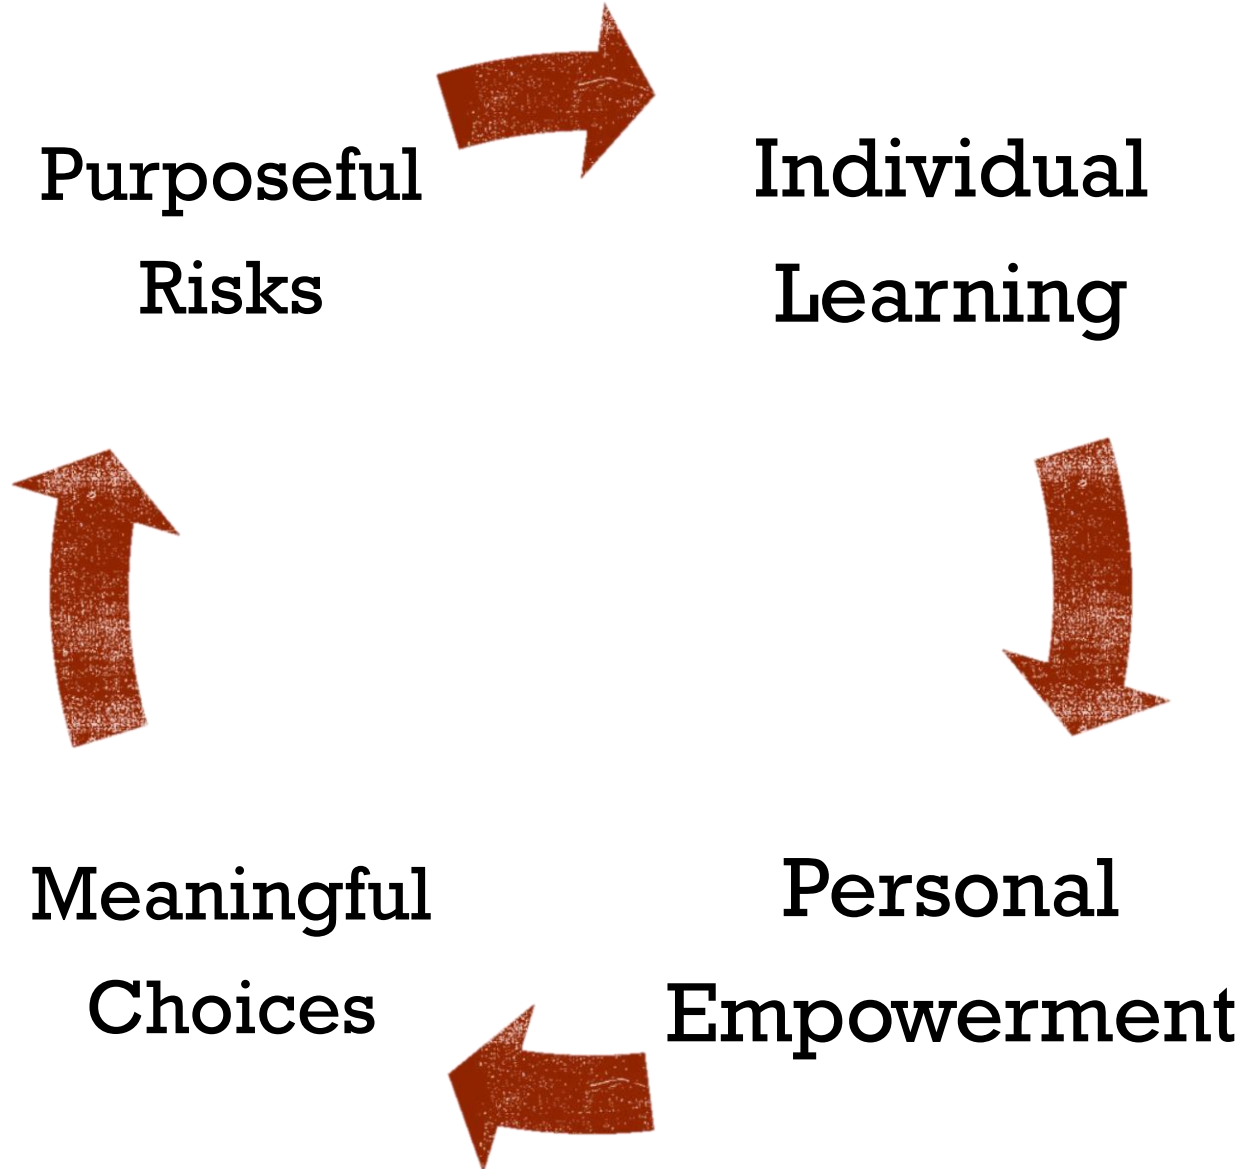 Purposeful
Risks
Individual
Learning
Personal
Empowerment
Meaningful
Choices